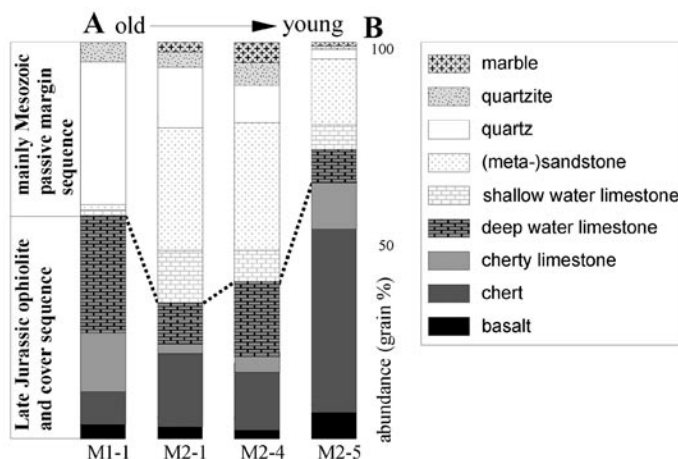 A old young B
mainly Mesozoic
passive margin
sequence
Late Jurassic ophiolite
and cover sequence
100
50
abundance (grain %)
0
M1-1 M2-1 M2-4 M2-5
marble
quartzite
quartz
(meta-)sandstone
shallow water limestone
deep water limestone
cherty limestone
chert
basalt